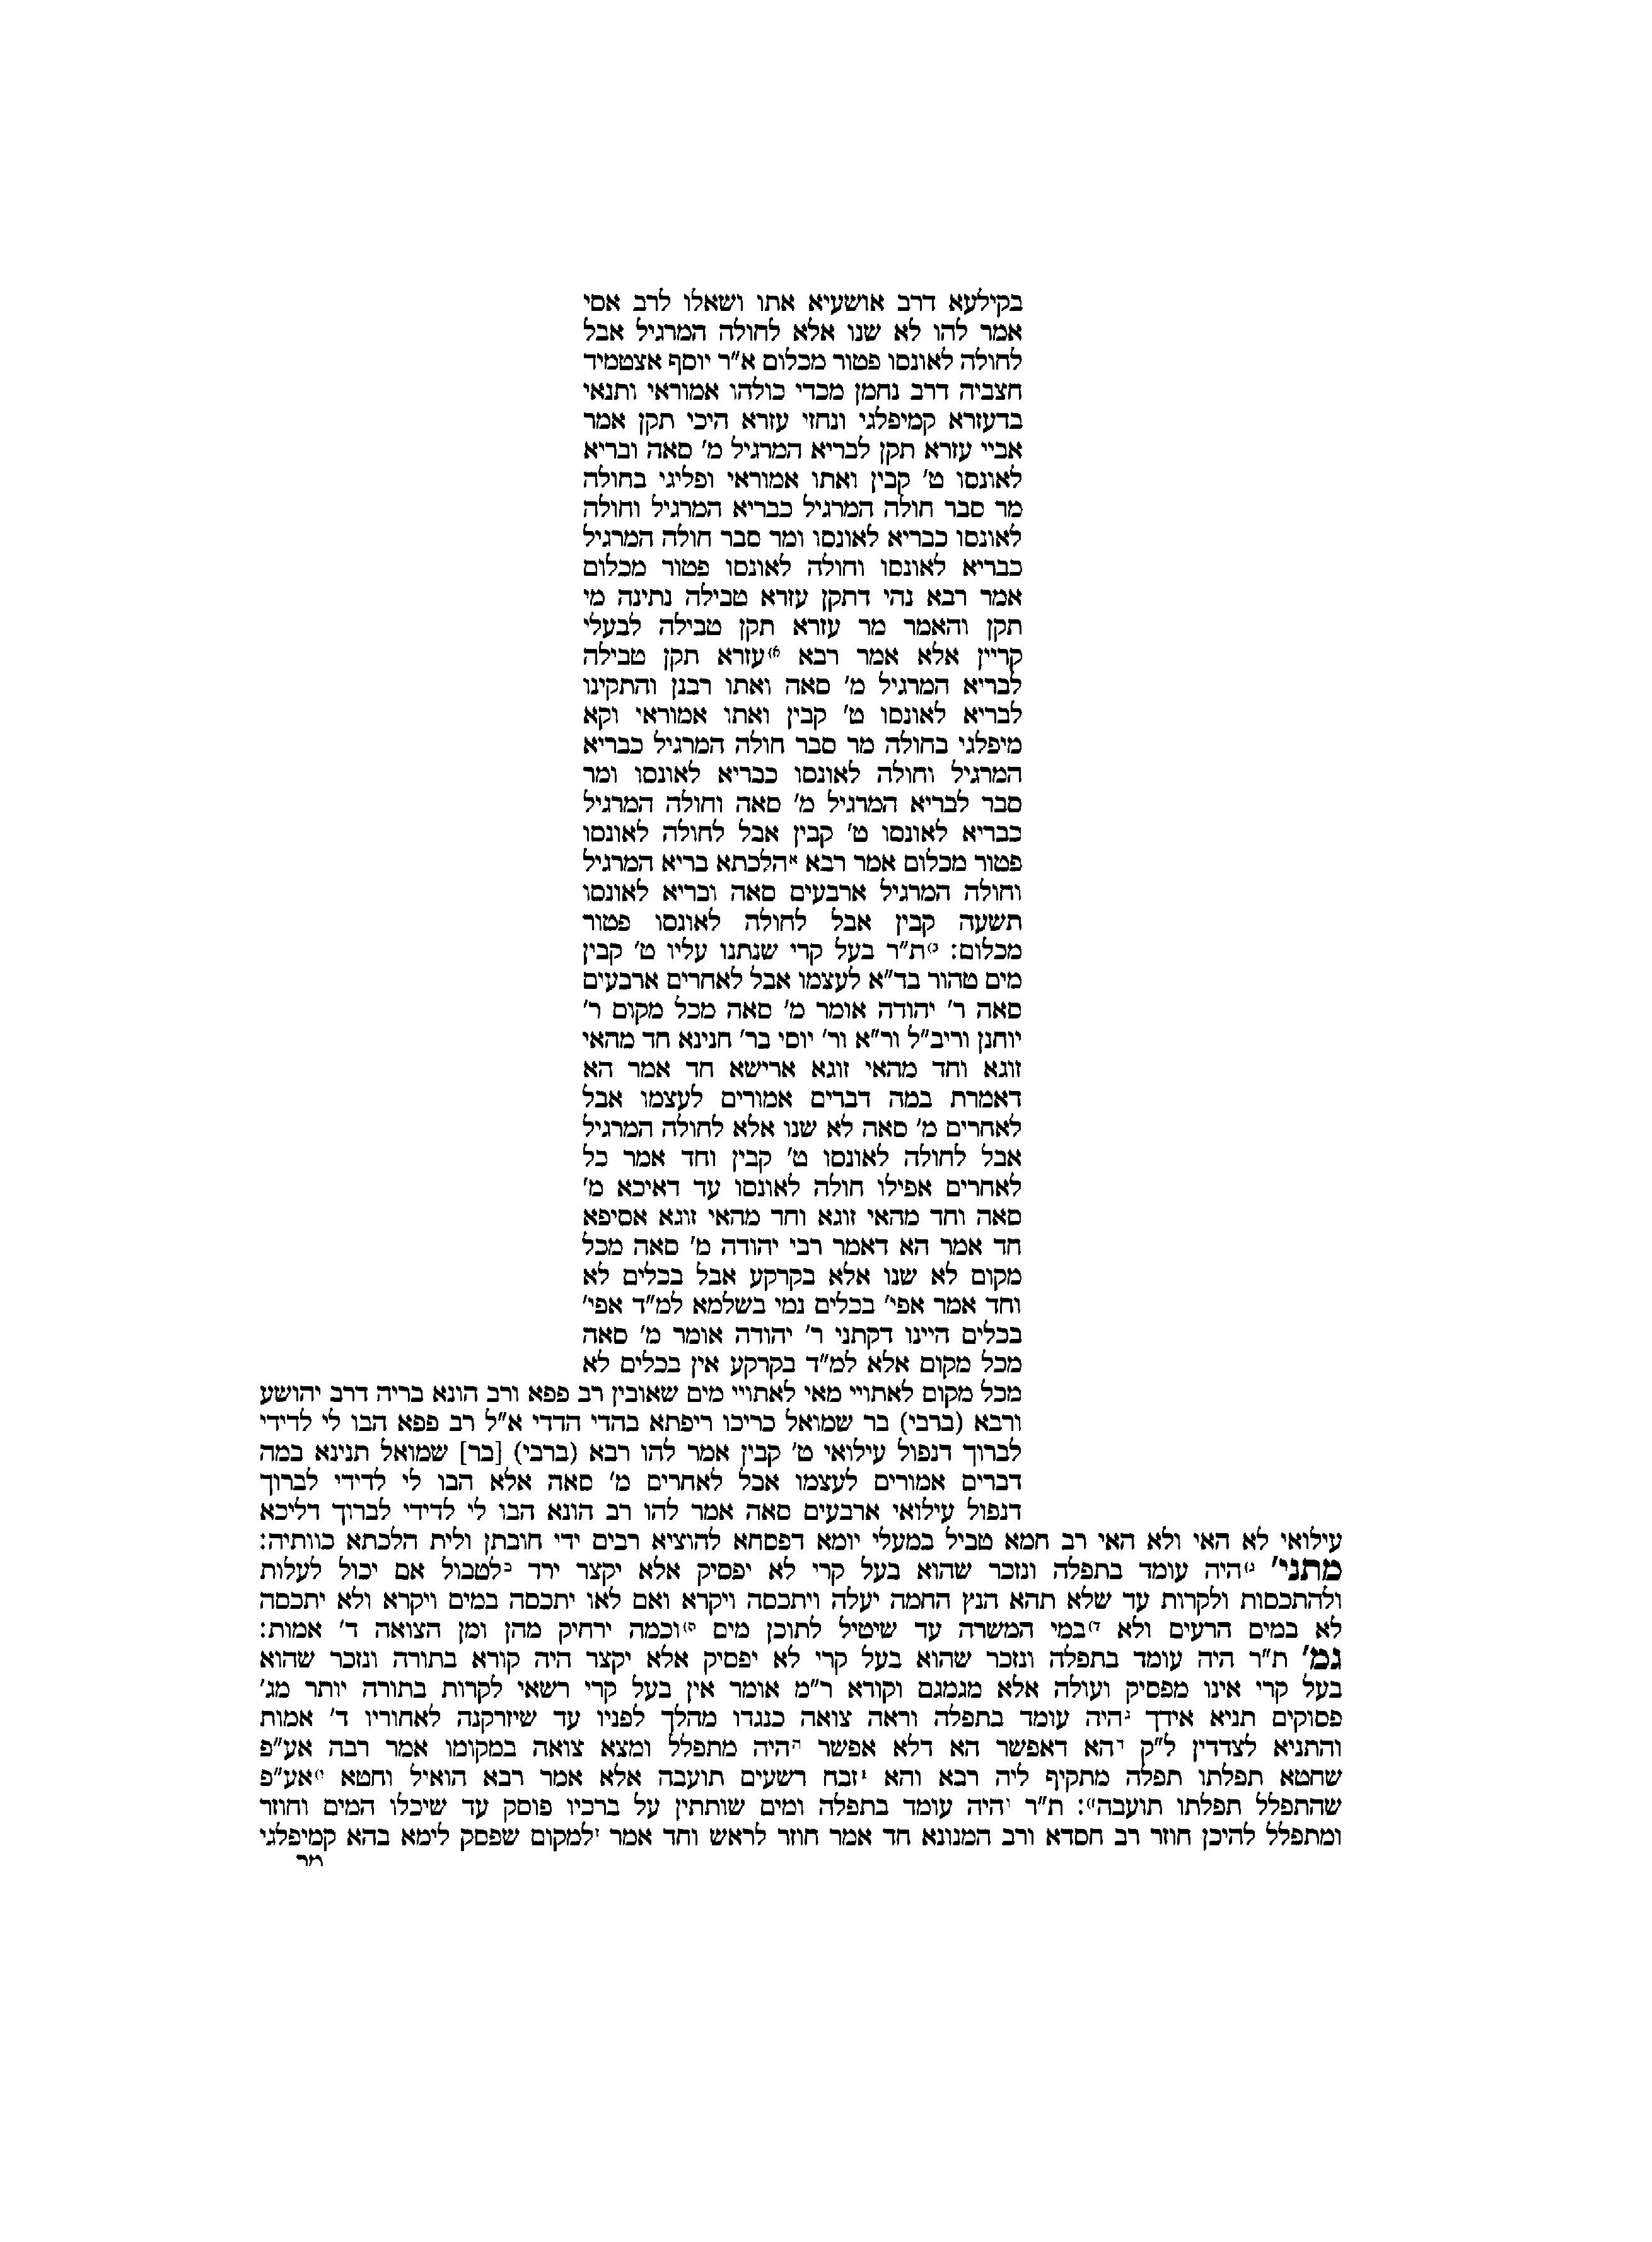 בקילעא דרב אושעיא אתו ושאלו לרב אסי
אמר להו לא שנו אלא לחולה המרגיל אבל
לחולה לאונסו פטור מכלום א"ר יוסף אצטמיד
חצביה דרב נחמן מכדי כולהו אמוראי ותנאי
בדעזרא קמיפלגי ונחזי עזרא היכי תקן אמר
אביי עזרא תקן לבריא המרגיל מ' סאה ובריא
לאונסו ט' קבין ואתו אמוראי ופליגי בחולה
מר סבר חולה המרגיל כבריא המרגיל וחולה
לאונסו כבריא לאונסו ומר סבר חולה המרגיל
כבריא לאונסו וחולה לאונסו פטור מכלום
אמר רבא נהי דתקן עזרא טבילה נתינה מי
תקן והאמר מר עזרא תקן טבילה לבעלי
קריין אלא אמר רבא א)עזרא תקן טבילה
לבריא המרגיל מ' סאה ואתו רבנן והתקינו
לבריא לאונסו ט' קבין ואתו אמוראי וקא
מיפלגי בחולה מר סבר חולה המרגיל כבריא
המרגיל וחולה לאונסו כבריא לאונסו ומר
סבר לבריא המרגיל מ' סאה וחולה המרגיל
כבריא לאונסו ט' קבין אבל לחולה לאונסו
פטור מכלום אמר רבא אהלכתא בריא המרגיל
וחולה המרגיל ארבעים סאה ובריא לאונסו
תשעה קבין אבל לחולה לאונסו פטור
מכלום: ב)ת"ר בעל קרי שנתנו עליו ט' קבין
מים טהור בד"א לעצמו אבל לאחרים ארבעים
סאה ר' יהודה אומר מ' סאה מכל מקום ר'
יוחנן וריב"ל ור"א ור' יוסי בר' חנינא חד מהאי
זוגא וחד מהאי זוגא ארישא חד אמר הא
דאמרת במה דברים אמורים לעצמו אבל
לאחרים מ' סאה לא שנו אלא לחולה המרגיל
אבל לחולה לאונסו ט' קבין וחד אמר כל
לאחרים אפילו חולה לאונסו עד דאיכא מ'
סאה וחד מהאי זוגא וחד מהאי זוגא אסיפא
חד אמר הא דאמר רבי יהודה מ' סאה מכל
מקום לא שנו אלא בקרקע אבל בכלים לא
וחד אמר אפי' בכלים נמי בשלמא למ"ד אפי'
בכלים היינו דקתני ר' יהודה אומר מ' סאה
מכל מקום אלא למ"ד בקרקע אין בכלים לא
מכל מקום לאתויי מאי לאתויי מים שאובין רב פפא ורב הונא בריה דרב יהושע
ורבא (ברבי) בר שמואל כריכו ריפתא בהדי הדדי א"ל רב פפא הבו לי לדידי
לברוך דנפול עילואי ט' קבין אמר להו רבא (ברבי) [בר] שמואל תנינא במה
דברים אמורים לעצמו אבל לאחרים מ' סאה אלא הבו לי לדידי לברוך
דנפול עילואי ארבעים סאה אמר להו רב הונא הבו לי לדידי לברוך דליכא
עילואי לא האי ולא האי רב חמא טביל במעלי יומא דפסחא להוציא רבים ידי חובתן ולית הלכתא כוותיה:
מתני' ג)היה עומד בתפלה ונזכר שהוא בעל קרי לא יפסיק אלא יקצר ירד בלטבול אם יכול לעלות
ולהתכסות ולקרות עד שלא תהא הנץ החמה יעלה ויתכסה ויקרא ואם לאו יתכסה במים ויקרא ולא יתכסה
לא במים הרעים ולא ד)במי המשרה עד שיטיל לתוכן מים ה)וכמה ירחיק מהן ומן הצואה ד' אמות:
גמ' ת"ר היה עומד בתפלה ונזכר שהוא בעל קרי לא יפסיק אלא יקצר היה קורא בתורה ונזכר שהוא
בעל קרי אינו מפסיק ועולה אלא מגמגם וקורא ר"מ אומר אין בעל קרי רשאי לקרות בתורה יותר מג'
פסוקים תניא אידך גהיה עומד בתפלה וראה צואה כנגדו מהלך לפניו עד שיזרקנה לאחוריו ד' אמות
והתניא לצדדין ל"ק דהא דאפשר הא דלא אפשר ההיה מתפלל ומצא צואה במקומו אמר רבה אע"פ
שחטא תפלתו תפלה מתקיף ליה רבא והא זבח רשעים תועבה אלא אמר רבא הואיל וחטא ו)אע"פ
שהתפלל תפלתו תועבה: ת"ר והיה עומד בתפלה ומים שותתין על ברכיו פוסק עד שיכלו המים וחוזר
ומתפלל להיכן חוזר רב חסדא ורב המנונא חד אמר חוזר לראש וחד אמר זלמקום שפסק לימא בהא קמיפלגי
מר